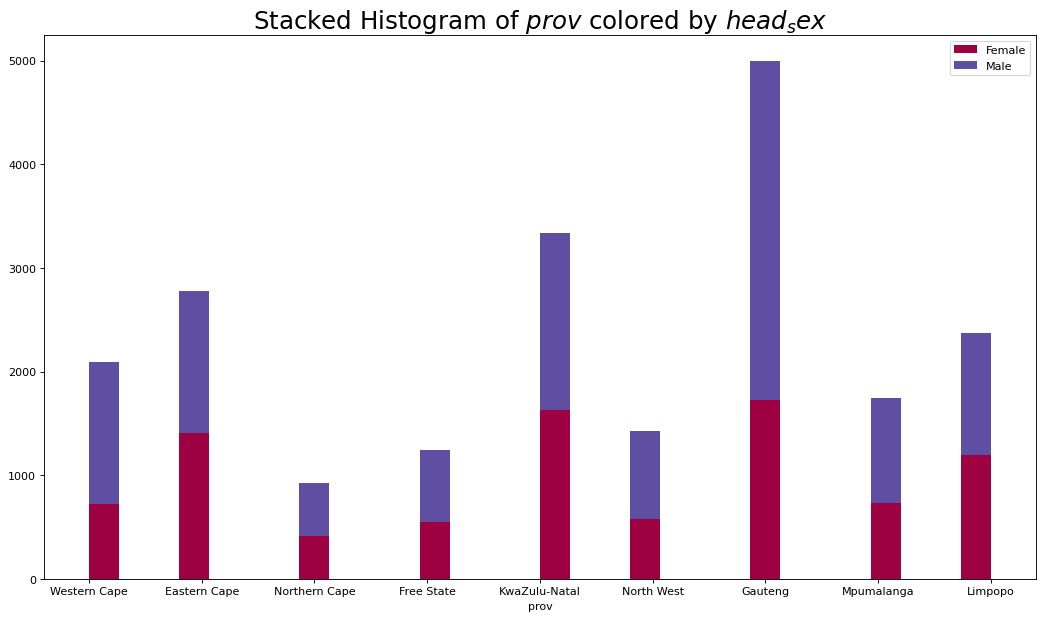 Stacked Histogram of prov colored by headₛex
Female
Male
5000
4000
3000
2000
1000
0
Western Cape Eastern Cape Northern Cape Free State KwaZulu-Natal North West Gauteng Mpumalanga Limpopo
prov